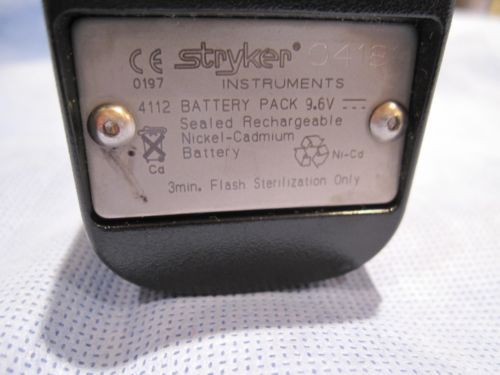 CE stryker® 0418
0197 INSTRUMENTS
4112 BATTERY PACK 9.6V
Sealed Rechargeable
Nickel-Cadmium
Battery
Cd
Ni-Cd
3min. Flash Sterilization Only